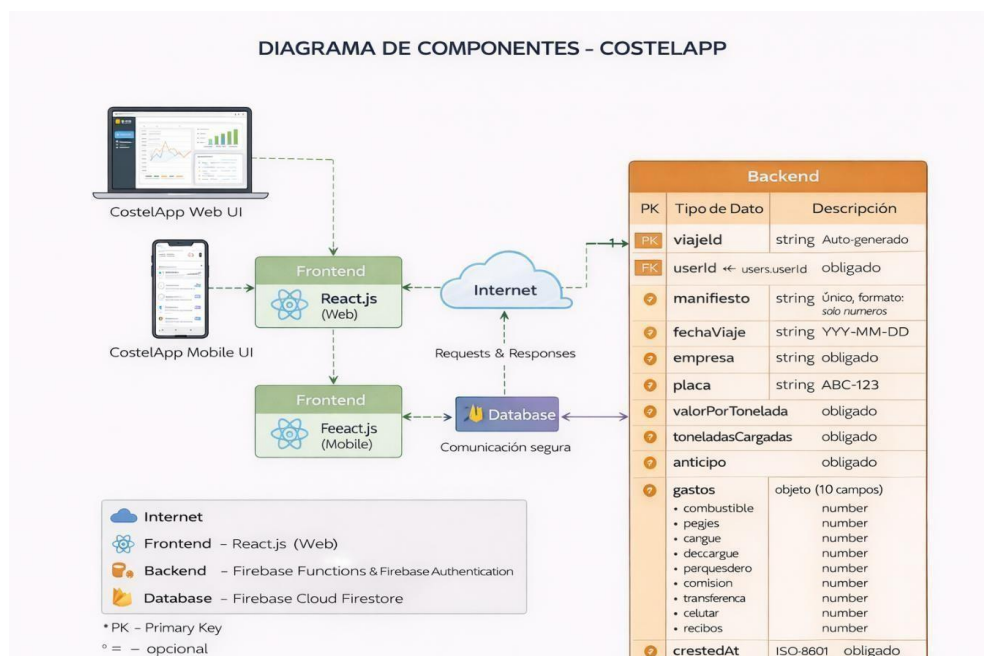 DIAGRAMA DE COMPONENTES – COSTELAPP
CostelApp Web UI
CostelApp Mobile UI
Frontend
React.js
(Web)
Internet
Requests & Responses
Frontend
Feeact.js
(Mobile)
Database
Comunicación segura
Internet
Frontend – React.js (Web)
Backend – Firebase Functions & Firebase Authentication
Database – Firebase Cloud Firestore
* PK – Primary Key
° = – opcional
1
Backend
PK Tipo de Dato Descripción
PK viajeId string Auto-generado
FK userId ↞ users.userId obligado
manifiesto string único, formato:
solo numeros
fechaViaje string YYY-MM-DD
empresa string obligado
placa string ABC-123
valorPorTonelada obligado
toneladasCargadas obligado
anticipo obligado
gastos objeto (10 campos)
• combustible number
• pegjes number
• cangue number
• deccargue number
• perquesdero number
• comision number
• transferenca number
• celutar number
• recibos number
crestedAt ISO-8601 obligado